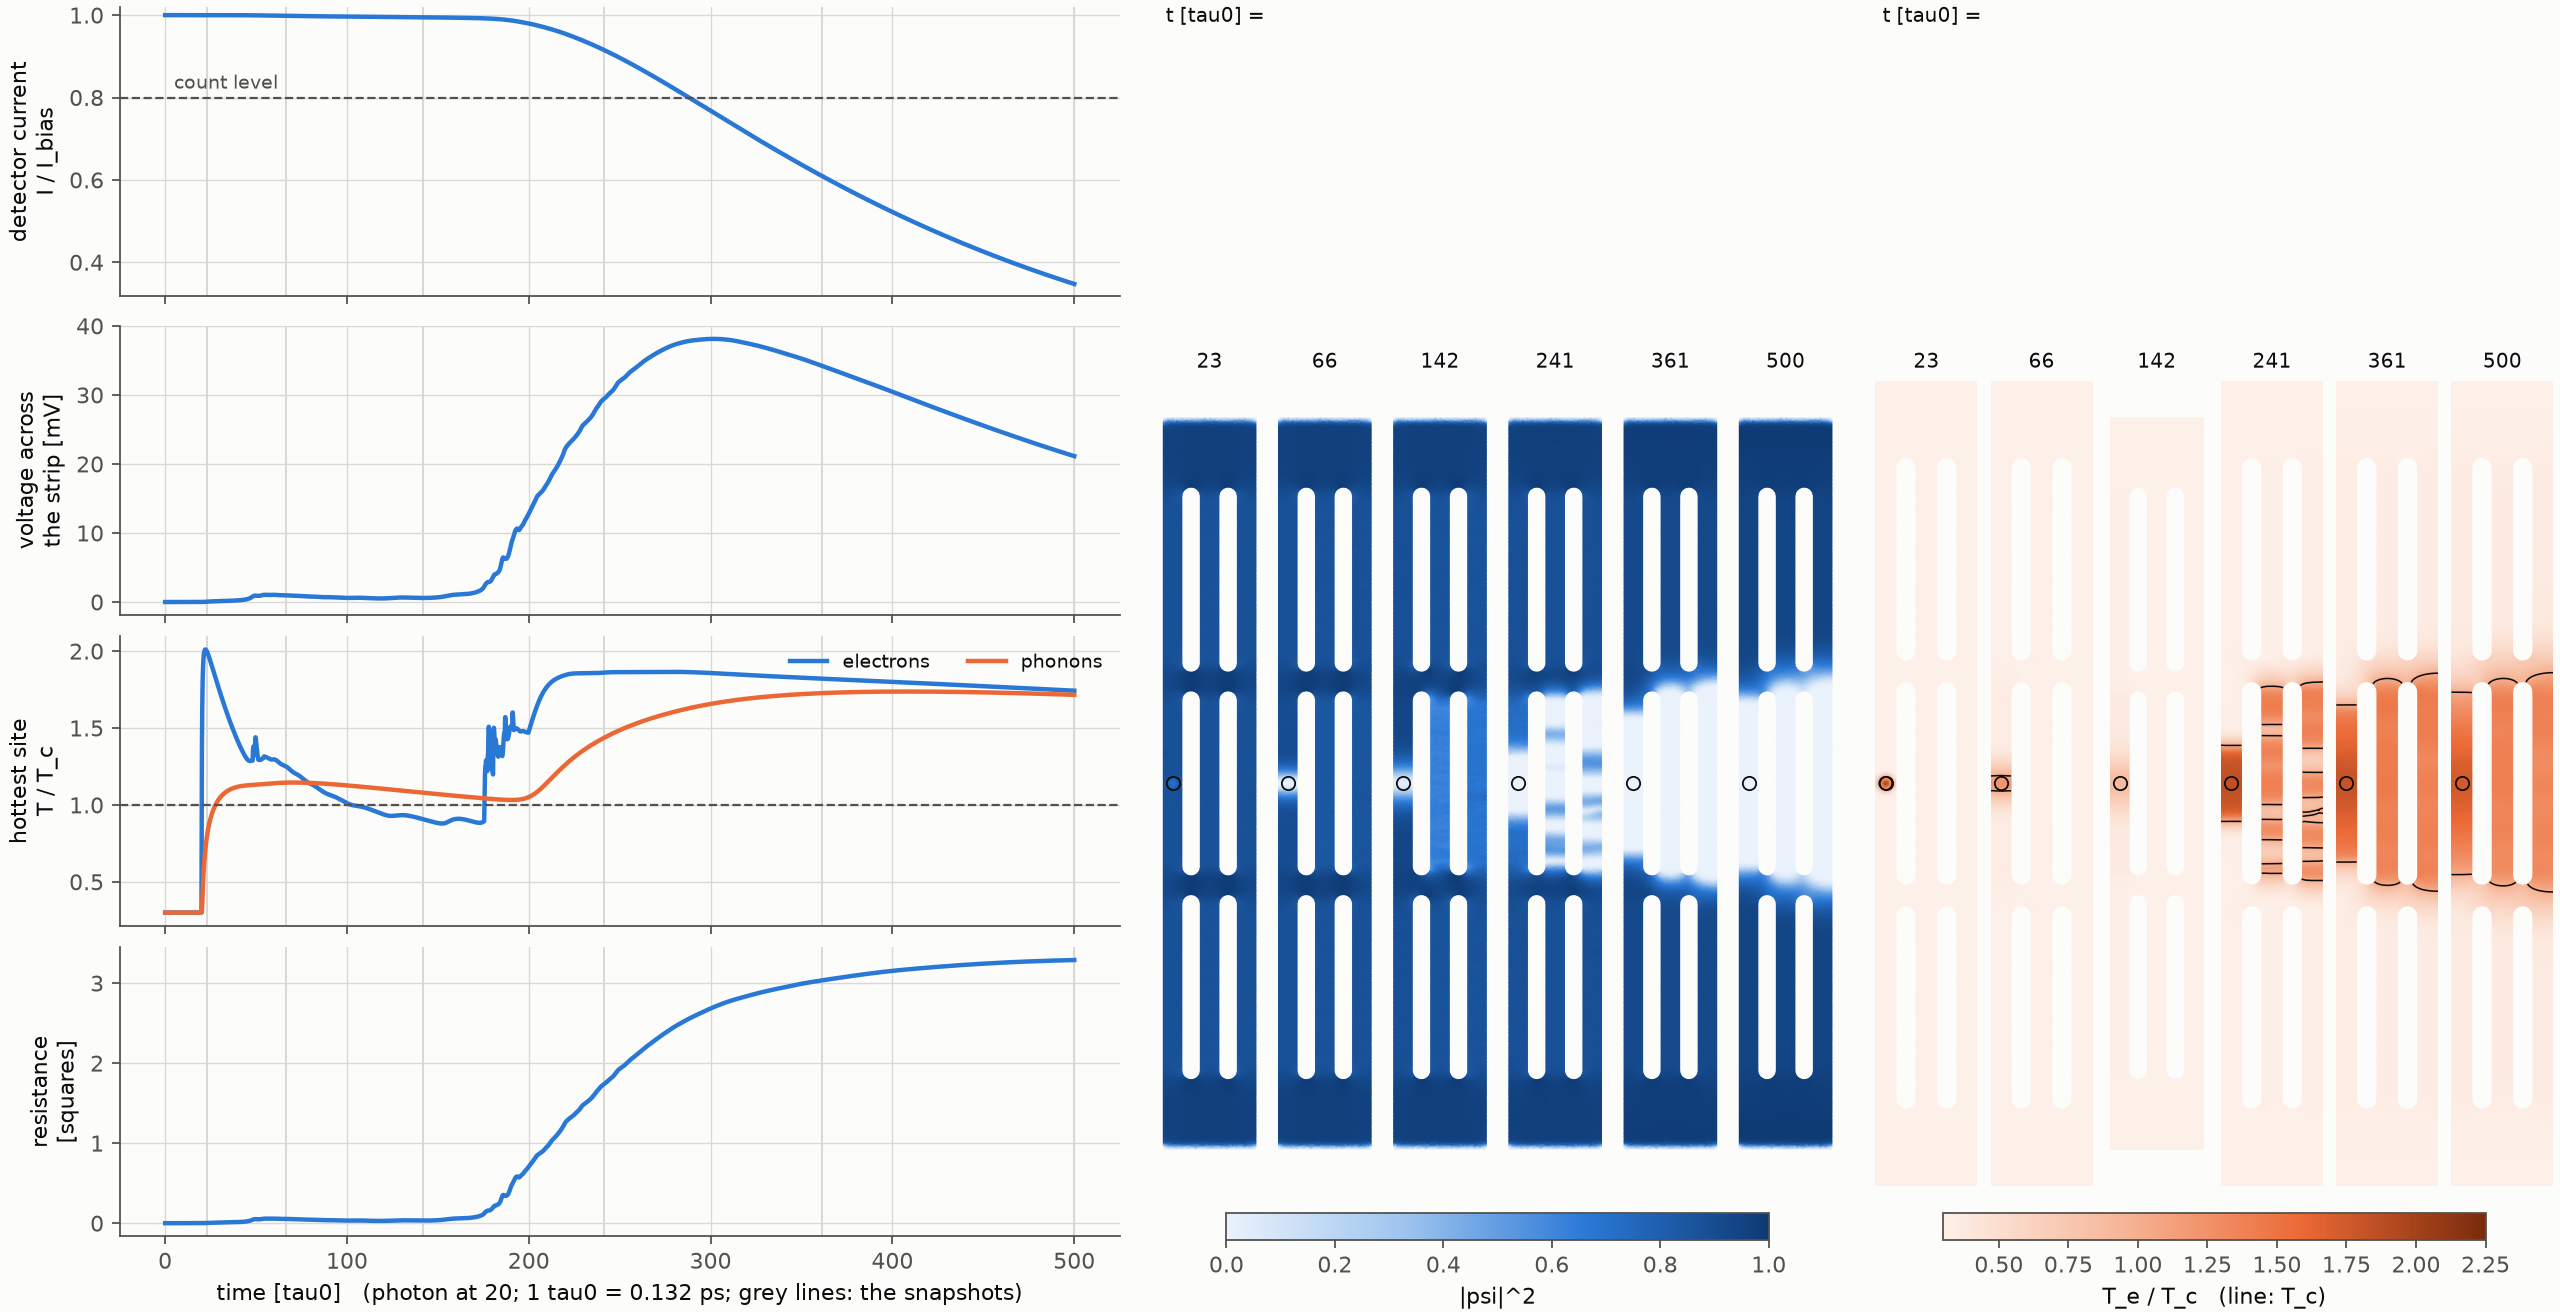 detector current
I / I_bias
1.0
0.8
0.6
0.4
count level
voltage across
the strip [mV]
40
30
20
10
0
hottest site
T / T_c
2.0
1.5
1.0
0.5
electrons
phonons
resistance
[squares]
3
2
1
0
0 100 200 300 400 500
time [tau0] (photon at 20; 1 tau0 = 0.132 ps; grey lines: the snapshots)
t [tau0] =
23 66 142 241 361 500
0.0 0.2 0.4 0.6 0.8 1.0
|psi|^2
t [tau0] =
23 66 142 241 361 500
0.50 0.75 1.00 1.25 1.50 1.75 2.00 2.25
T_e / T_c (line: T_c)